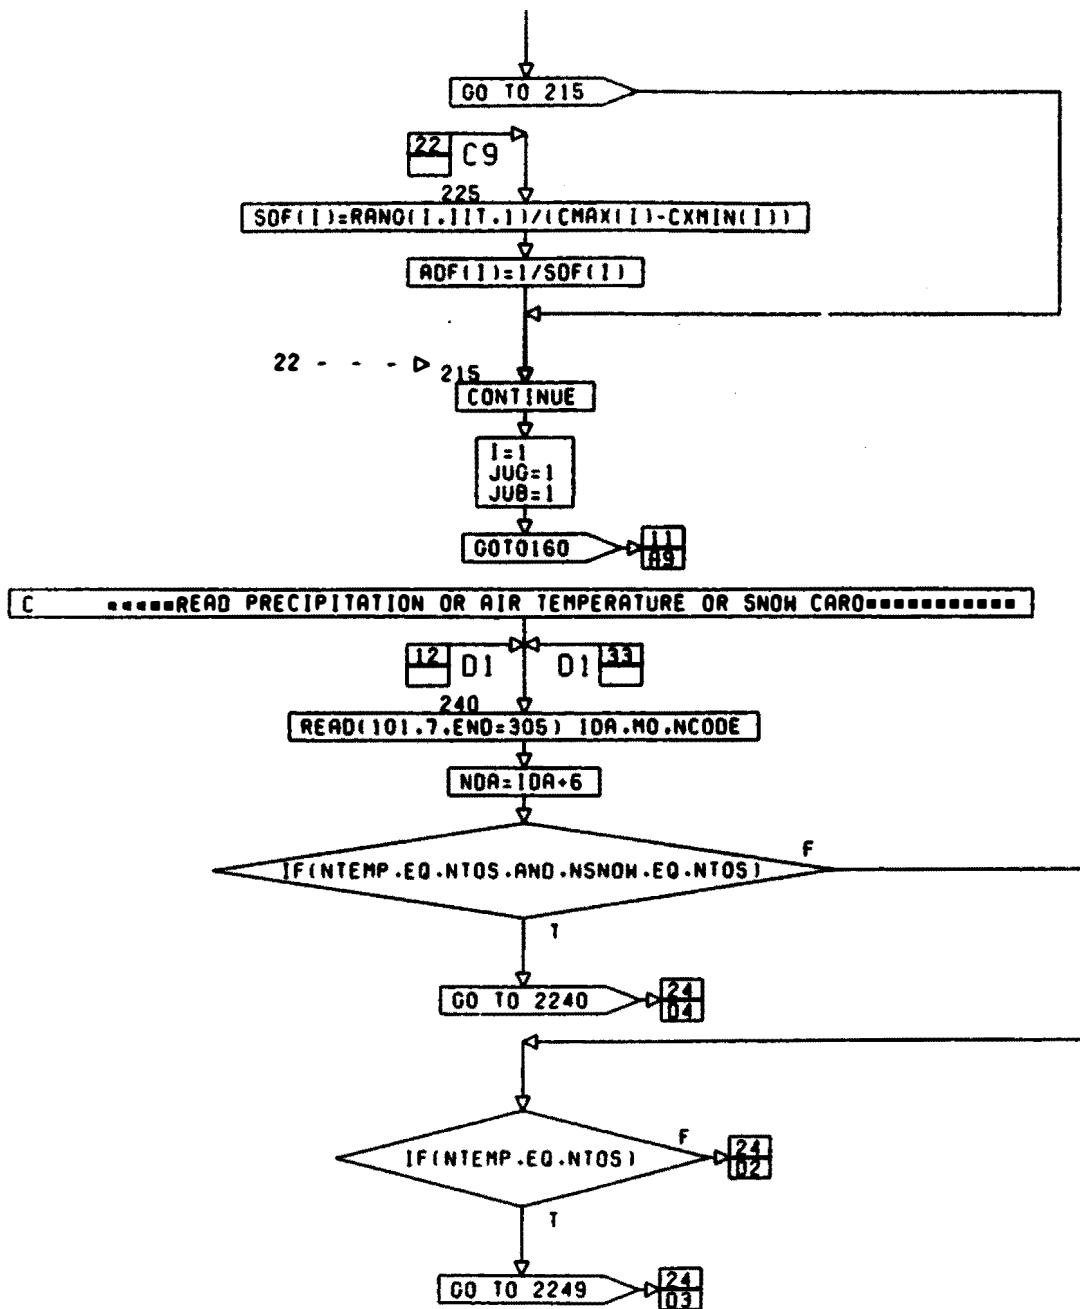 GO TO 215
22 C9
225
SDF(I)=RANO(I.IIT.1)/(CMAX(I)-CXMIN(I))
ADF(I)=1/SDF(I)
22 - - -
215
CONTINUE
I=1
JUG=1
JUB=1
GOTO160
11
A9
C *****READ PRECIPITATION OR AIR TEMPERATURE OR SNOW CARD***********
12 D1 D1 33
240
READ(101.7.END=305) IDA.MO.NCODE
NDA=IDA+6
IF(NTEMP.EQ.NTOS.AND.NSNOW.EQ.NTOS)
F
T
GO TO 2240
24
D4
IF(NTEMP.EQ.NTOS)
F
24
D2
T
GO TO 2249
24
D3